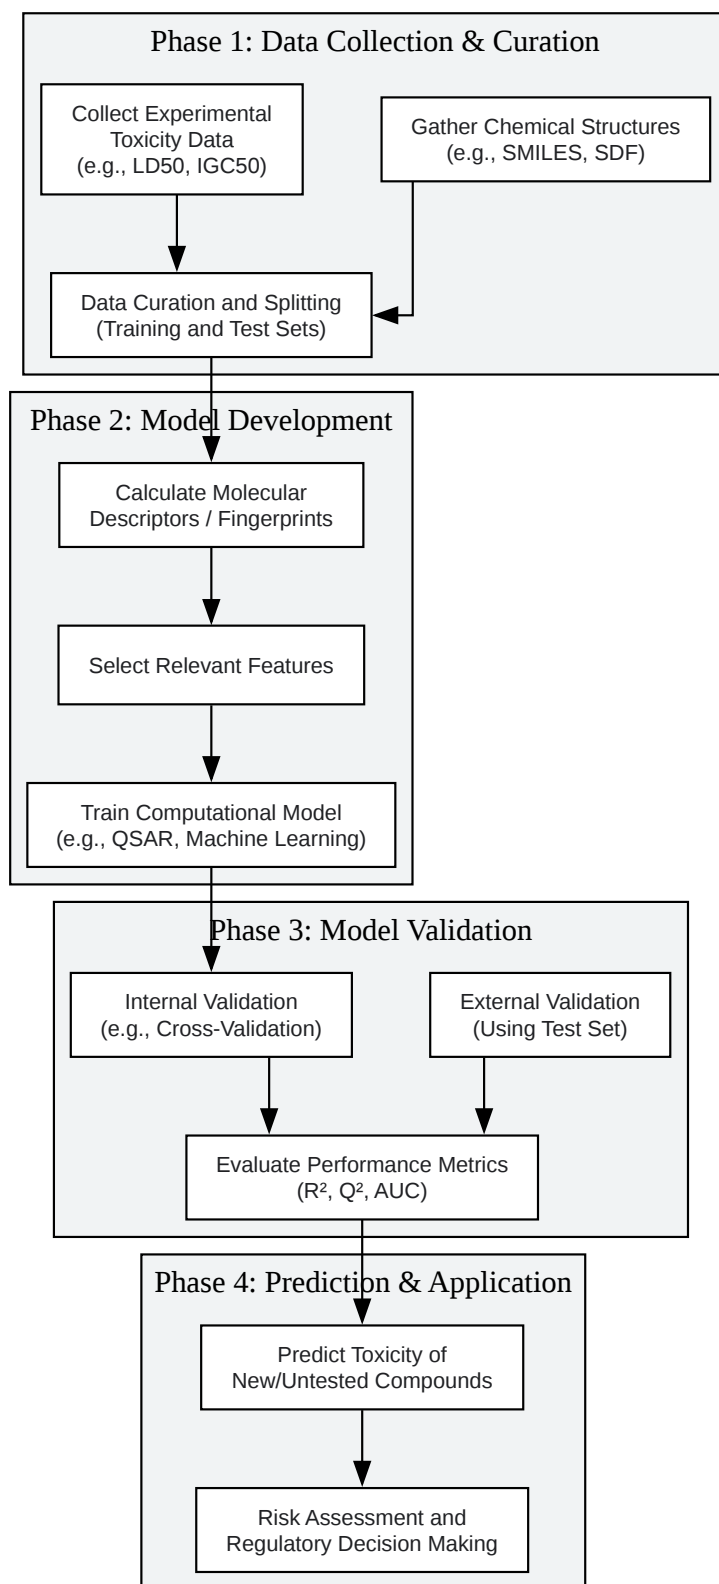 Phase 1: Data Collection & Curation
Collect Experimental
Toxicity Data
(e.g., LD50, IGC50)
Gather Chemical Structures
(e.g., SMILES, SDF)
Data Curation and Splitting
(Training and Test Sets)
Phase 2: Model Development
Calculate Molecular
Descriptors / Fingerprints
Select Relevant Features
Train Computational Model
(e.g., QSAR, Machine Learning)
Phase 3: Model Validation
Internal Validation
(e.g., Cross-Validation)
External Validation
(Using Test Set)
Evaluate Performance Metrics
(R², Q², AUC)
Phase 4: Prediction & Application
Predict Toxicity of
New/Untested Compounds
Risk Assessment and
Regulatory Decision Making